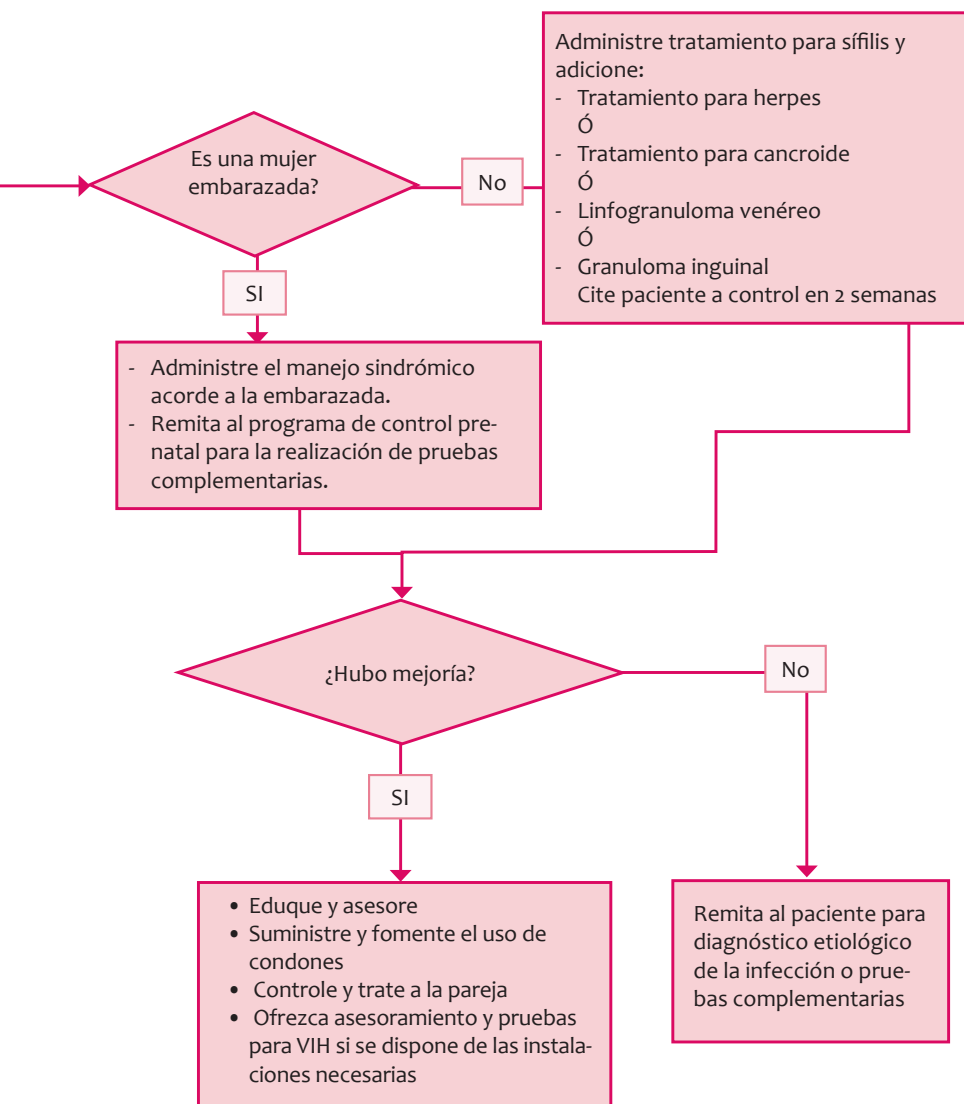 Es una mujer
embarazada?
No
SI
Administre tratamiento para sífilis y
adicione:
- Tratamiento para herpes
Ó
- Tratamiento para cancroide
Ó
- Linfogranuloma venéreo
Ó
- Granuloma inguinal
Cite paciente a control en 2 semanas
- Administre el manejo sindrómico
acorde a la embarazada.
- Remita al programa de control pre-
natal para la realización de pruebas
complementarias.
¿Hubo mejoría?
No
SI
• Eduque y asesore
• Suministre y fomente el uso de
condones
• Controle y trate a la pareja
• Ofrezca asesoramiento y pruebas
para VIH si se dispone de las instala-
ciones necesarias
Remita al paciente para
diagnóstico etiológico
de la infección o prue-
bas complementarias